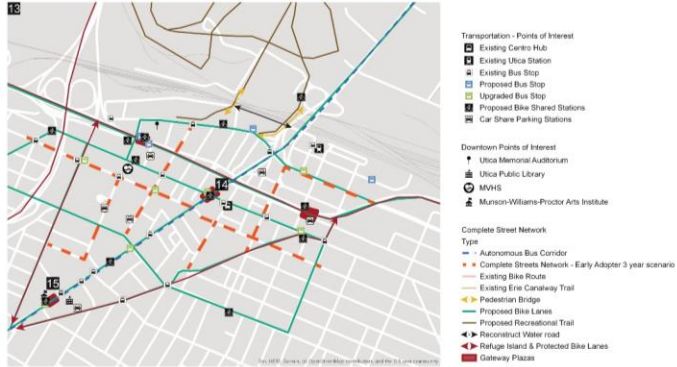 13
14
15
Transportation - Points of Interest
Existing Centro Hub
Existing Utica Station
Existing Bus Stop
Proposed Bus Stop
Upgraded Bus Stop
Proposed Bike Shared Stations
Car Share Parking Stations
Downtown Points of Interest
Utica Memorial Auditorium
Utica Public Library
MVHS
Munson-Williams-Proctor Arts Institute
Complete Street Network
Type
Autonomous Bus Corridor
Complete Streets Network - Early Adopter 3 year scenario
Existing Bike Route
Existing Erie Canalway Trail
Pedestrian Bridge
Proposed Bike Lanes
Proposed Recreational Trail
Reconstruct Water road
Refuge Island & Protected Bike Lanes
Gateway Plazas